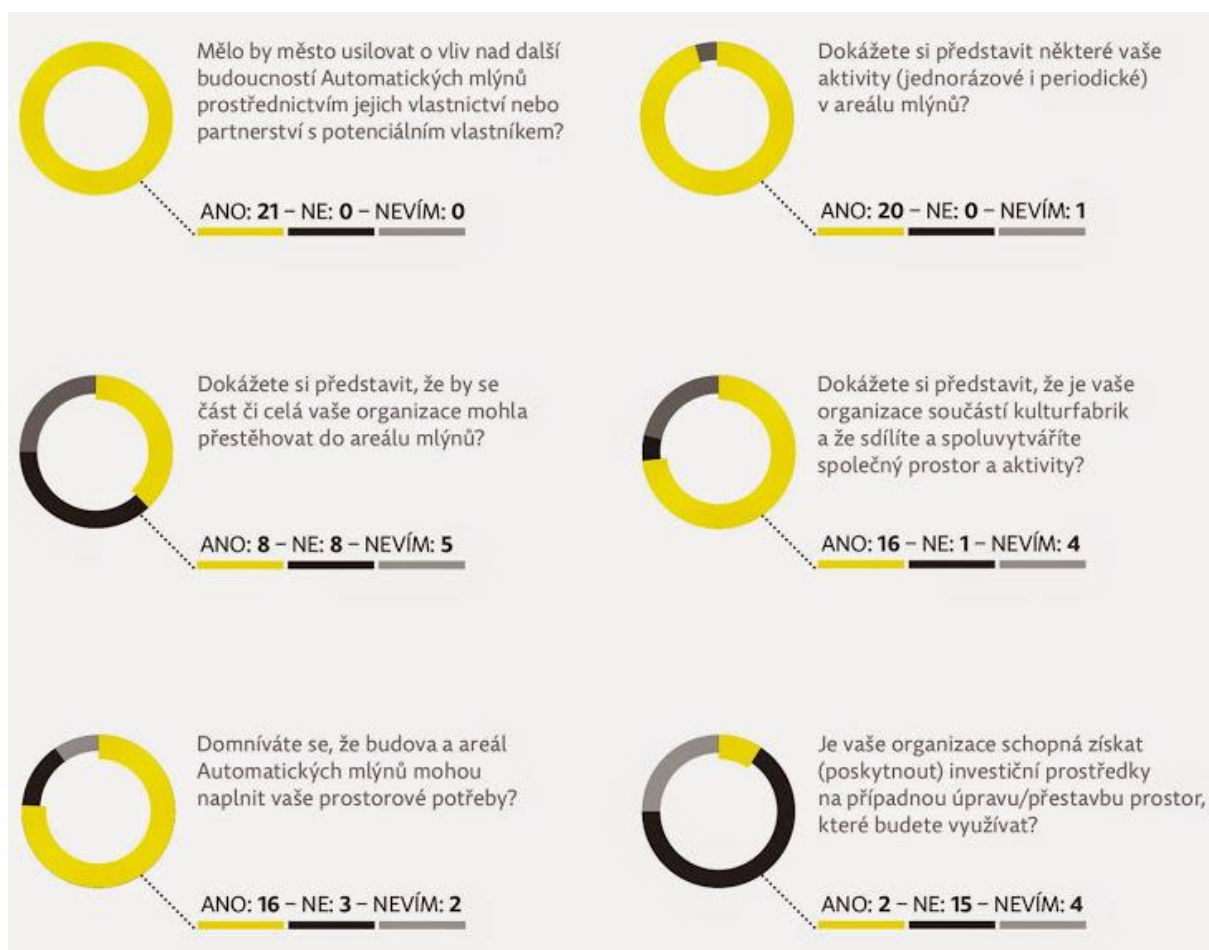 Mělo by město usilovat o vliv nad další
budoucností Automatických mlýnů
prostřednictvím jejich vlastnictví nebo
partnerství s potenciálním vlastníkem?
ANO: 21 – NE: 0 – NEVÍM: 0
Dokážete si představit některé vaše
aktivity (jednorázové i periodické)
v areálu mlýnů?
ANO: 20 – NE: 0 – NEVÍM: 1
Dokážete si představit, že by se
část či celá vaše organizace mohla
přestěhovat do areálu mlýnů?
ANO: 8 – NE: 8 – NEVÍM: 5
Dokážete si představit, že je vaše
organizace součástí kulturfabrik
a že sdílíte a spoluvytváříte
společný prostor a aktivity?
ANO: 16 – NE: 1 – NEVÍM: 4
Domníváte se, že budova a areál
Automatických mlýnů mohou
naplnit vaše prostorové potřeby?
ANO: 16 – NE: 3 – NEVÍM: 2
Je vaše organizace schopná získat
(poskytnout) investiční prostředky
na případnou úpravu/přestavbu prostor,
které budete využívat?
ANO: 2 – NE: 15 – NEVÍM: 4